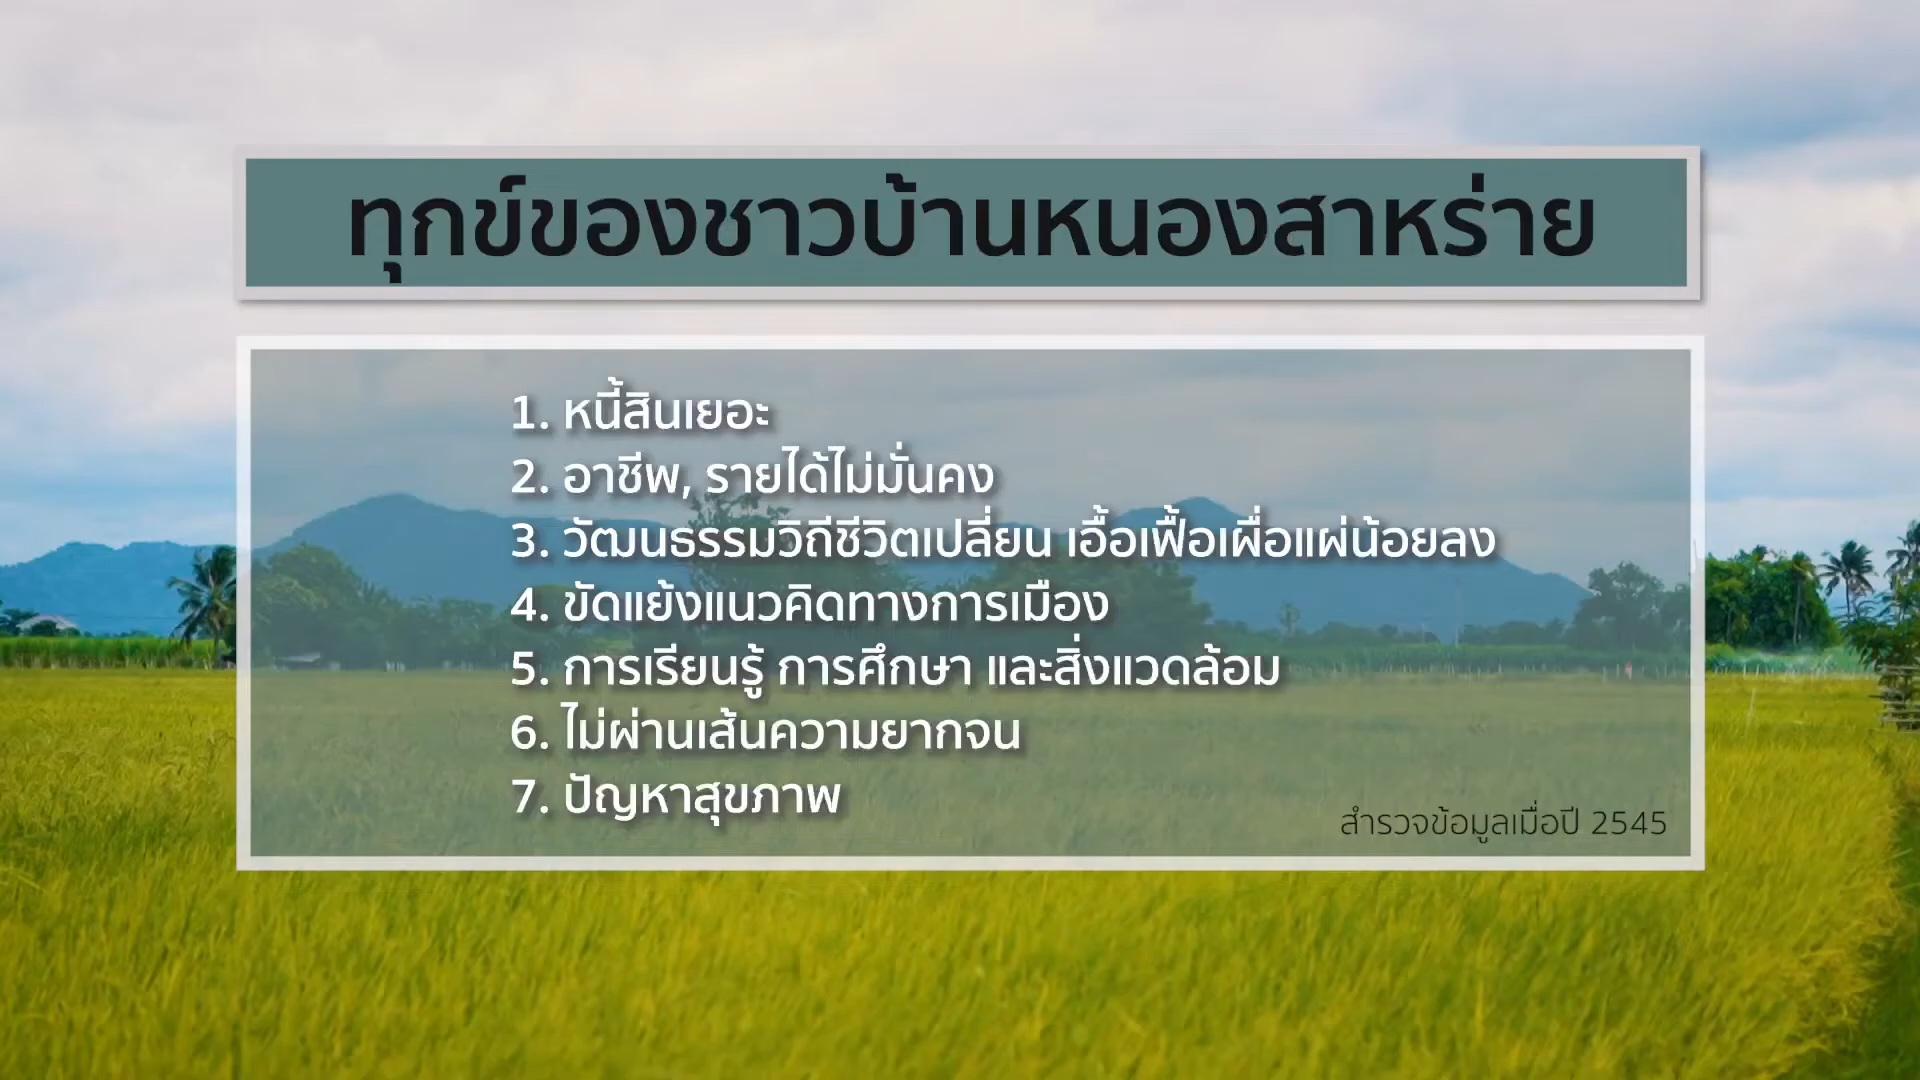 ทุกข์ของชาวบ้านหนองสาหร่าย
1. หนี้สินเยอะ
2. อาชีพ, รายได้ไม่มั่นคง
3. วัฒนธรรมวิถีชีวิตเปลี่ยน เอื้อเฟื้อเผื่อแผ่น้อยลง
4. ขัดแย้งแนวคิดทางการเมือง
5. การเรียนรู้ การศึกษา และสิ่งแวดล้อม
6. ไม่ผ่านเส้นความยากจน
7. ปัญหาสุขภาพ
สำรวจข้อมูลเมื่อปี 2545